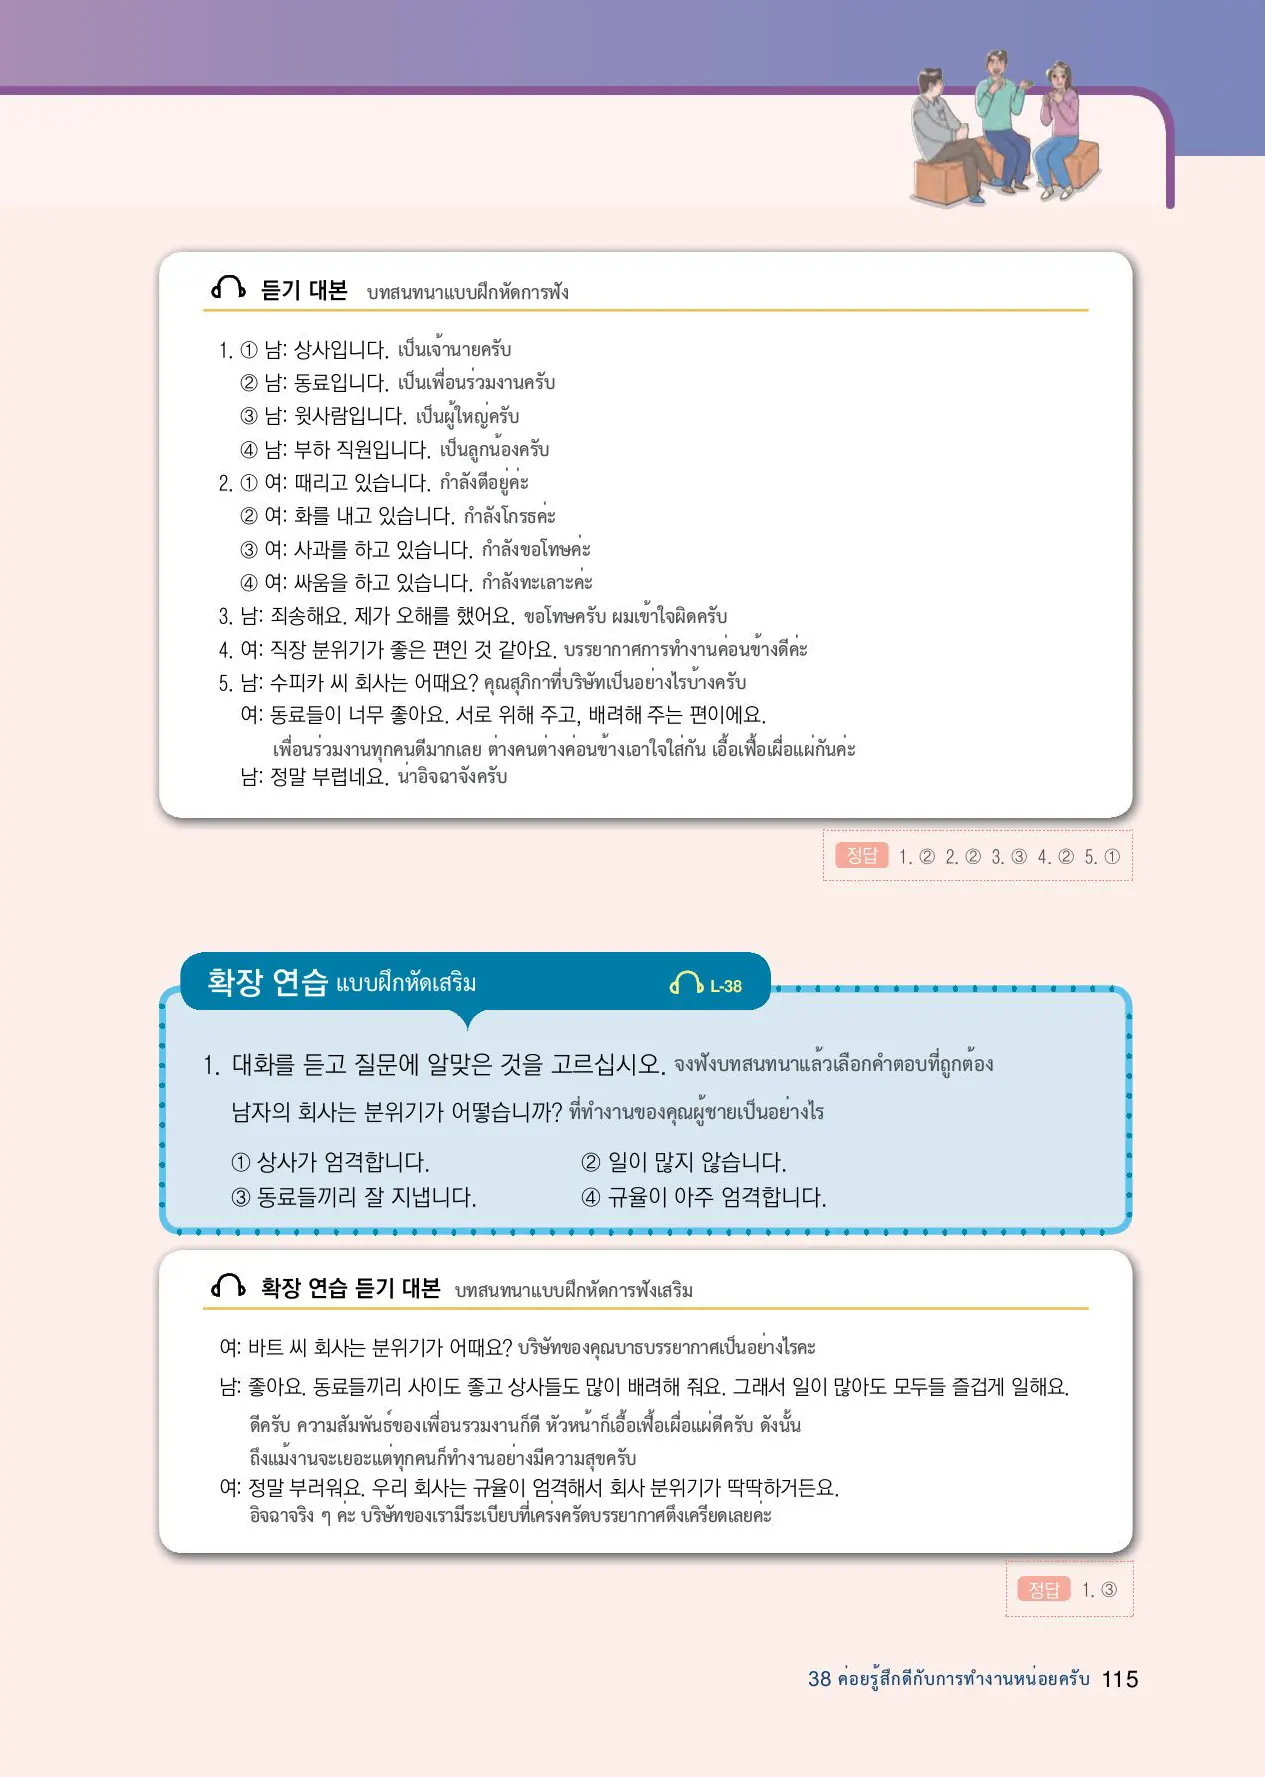 듣기 대본 บทสนทนาแบบฝึกหัดการฟัง
1. ① 남: 상사입니다. เป็นเจ้านายครับ
② 남: 동료입니다. เป็นเพื่อนร่วมงานครับ
③ 남: 윗사람입니다. เป็นผู้ใหญ่ครับ
④ 남: 부하 직원입니다. เป็นลูกน้องครับ
2. ① 여: 때리고 있습니다. กำลังตีอยู่ค่ะ
② 여: 화를 내고 있습니다. กำลังโกรธค่ะ
③ 여: 사과를 하고 있습니다. กำลังขอโทษค่ะ
④ 여: 싸움을 하고 있습니다. กำลังทะเลาะค่ะ
3. 남: 죄송해요. 제가 오해를 했어요. ขอโทษครับ ผมเข้าใจผิดครับ
4. 여: 직장 분위기가 좋은 편인 것 같아요. บรรยากาศการทำงานค่อนข้างดีค่ะ
5. 남: 수피카 씨 회사는 어때요? คุณสุภิกาที่บริษัทเป็นอย่างไรบ้างครับ
여: 동료들이 너무 좋아요. 서로 위해 주고, 배려해 주는 편이에요.
เพื่อนร่วมงานทุกคนดีมากเลย ต่างคนต่างค่อนข้างเอาใจใส่กัน เอื้อเฟื้อเผื่อแผ่กันค่ะ
남: 정말 부럽네요. น่าอิจฉาจังครับ
정답 1. ② 2. ② 3. ③ 4. ② 5. ①
확장 연습 แบบฝึกหัดเสริม L-38
1. 대화를 듣고 질문에 알맞은 것을 고르십시오. จงฟังบทสนทนาแล้วเลือกคำตอบที่ถูกต้อง
남자의 회사는 분위기가 어떻습니까? ที่ทำงานของคุณผู้ชายเป็นอย่างไร
① 상사가 엄격합니다. ② 일이 많지 않습니다.
③ 동료들끼리 잘 지냅니다. ④ 규율이 아주 엄격합니다.
확장 연습 듣기 대본 บทสนทนาแบบฝึกหัดการฟังเสริม
여: 바트 씨 회사는 분위기가 어때요? บริษัทของคุณบาธบรรยากาศเป็นอย่างไรคะ
남: 좋아요. 동료들끼리 사이도 좋고 상사들도 많이 배려해 줘요. 그래서 일이 많아도 모두들 즐겁게 일해요.
ดีครับ ความสัมพันธ์ของเพื่อนรวมงานก็ดี หัวหน้าก็เอื้อเฟื้อเผื่อแผ่ดีครับ ดังนั้น
ถึงแม้งานจะเยอะแต่ทุกคนก็ทำงานอย่างมีความสุขครับ
여: 정말 부러워요. 우리 회사는 규율이 엄격해서 회사 분위기가 딱딱하거든요.
อิจฉาจริง ๆ ค่ะ บริษัทของเรามีระเบียบที่เคร่งครัดบรรยากาศตึงเครียดเลยค่ะ
정답 1. ③
38 ค่อยรู้สึกดีกับการทำงานหน่อยครับ 115